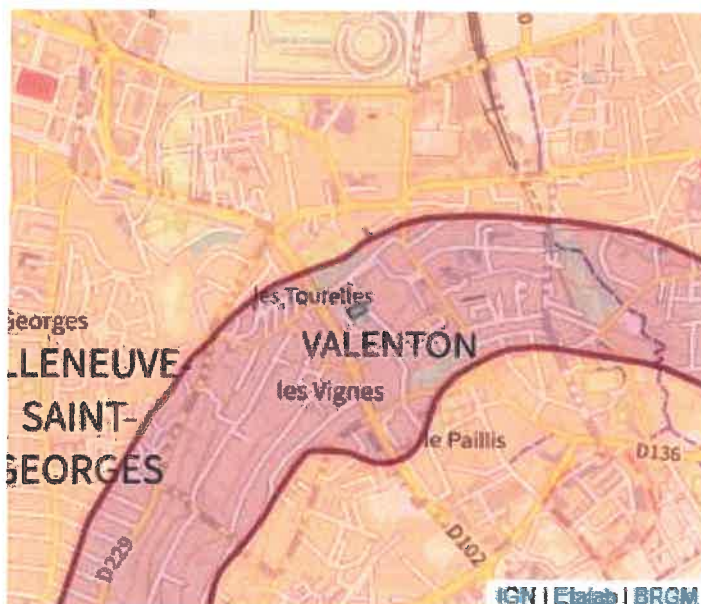 les Tourelles
Georges
VALENTON
LLENEUVE-
les Vignes
SAINT-
le Paillis
GEORGES
D136
D229
D102
IGN | Etalab | BRGM